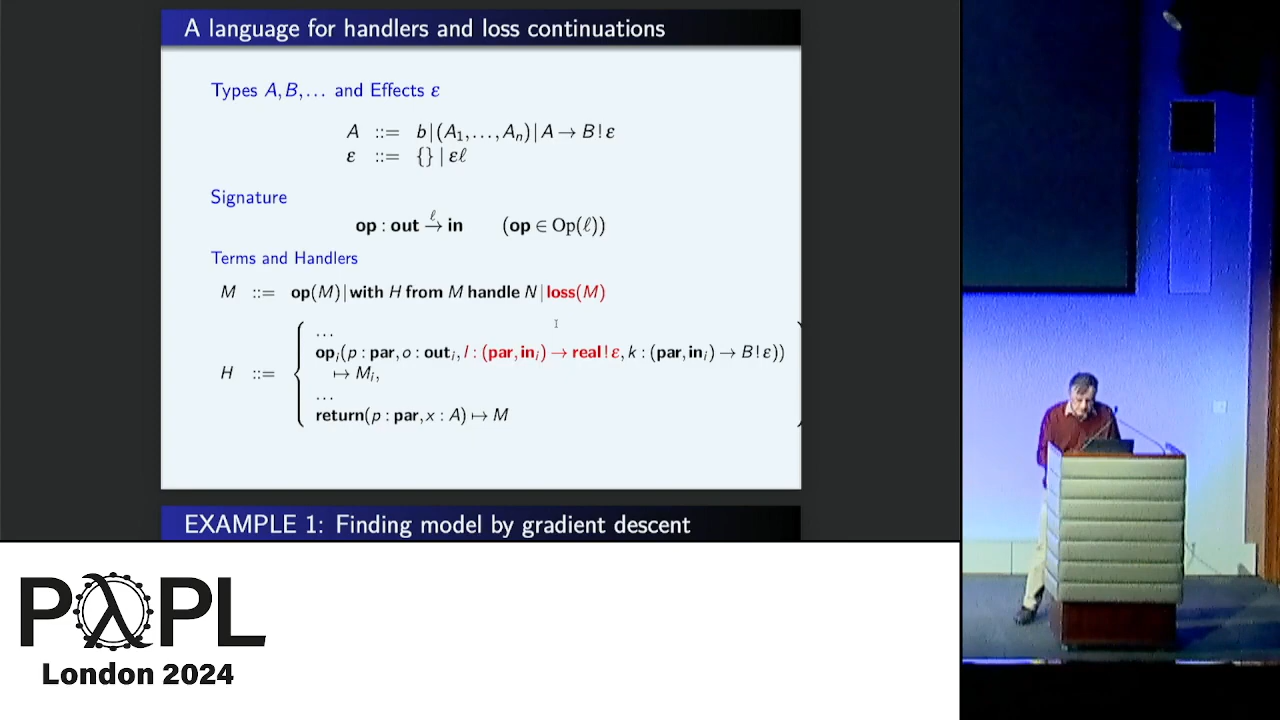 A language for handlers and loss continuations
Types A, B, ... and Effects ε
A ::= b | (A₁, ..., Aₙ) | A → B ! ε
ε ::= {} | εℓ
Signature
op : out →^ℓ in (op ∈ Op(ℓ))
Terms and Handlers
M ::= op(M) | with H from M handle N | loss(M)
...
opᵢ(p : par, o : outᵢ, l : (par, inᵢ) → real ! ε, k : (par, inᵢ) → B ! ε))
H ::= ↦ Mᵢ,
...
return(p : par, x : A) ↦ M
EXAMPLE 1: Finding model by gradient descent
PλPL
London 2024